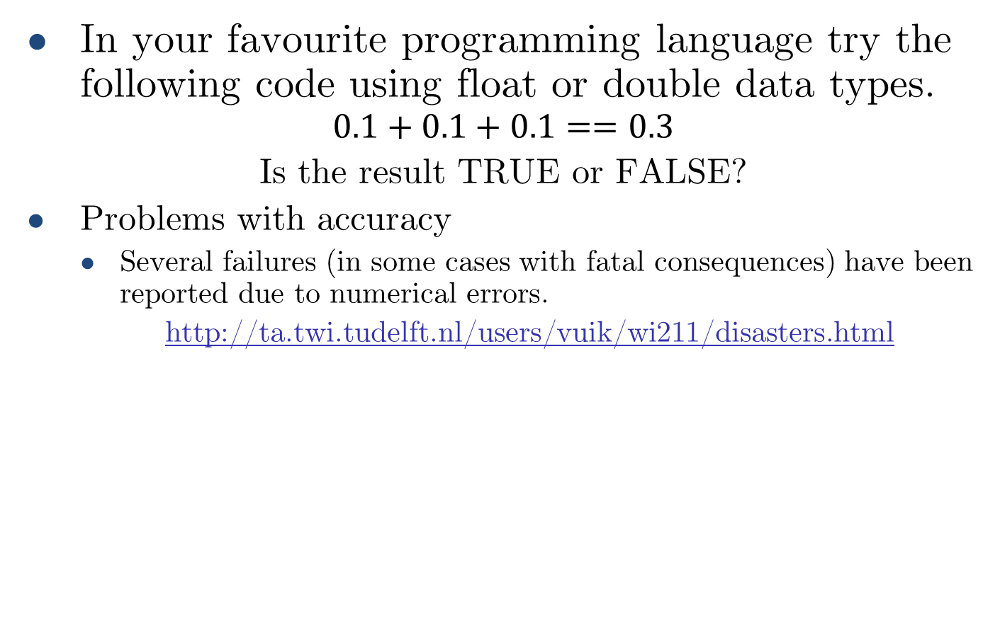 • In your favourite programming language try the
following code using float or double data types.
0.1 + 0.1 + 0.1 == 0.3
Is the result TRUE or FALSE?
• Problems with accuracy
• Several failures (in some cases with fatal consequences) have been
reported due to numerical errors.
http://ta.twi.tudelft.nl/users/vuik/wi211/disasters.html